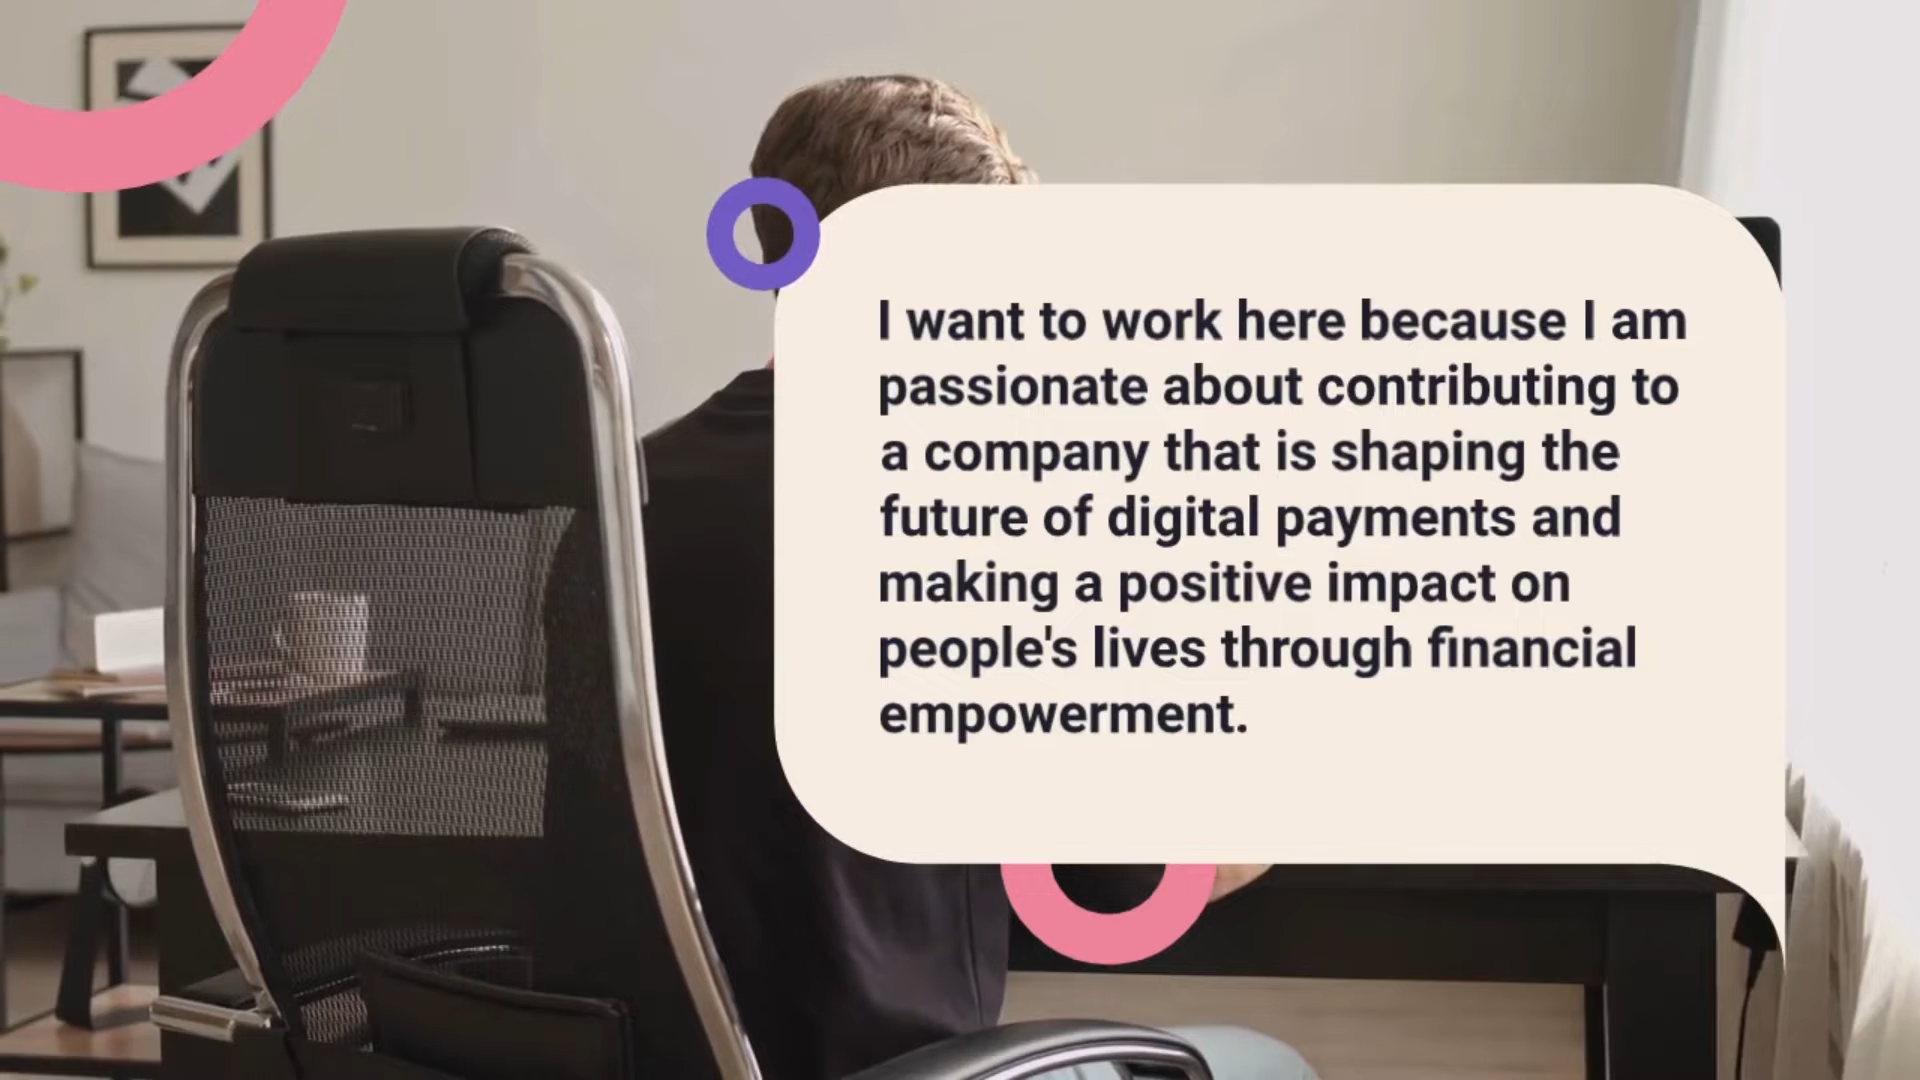 I want to work here because I am
passionate about contributing to
a company that is shaping the
future of digital payments and
making a positive impact on
people's lives through financial
empowerment.